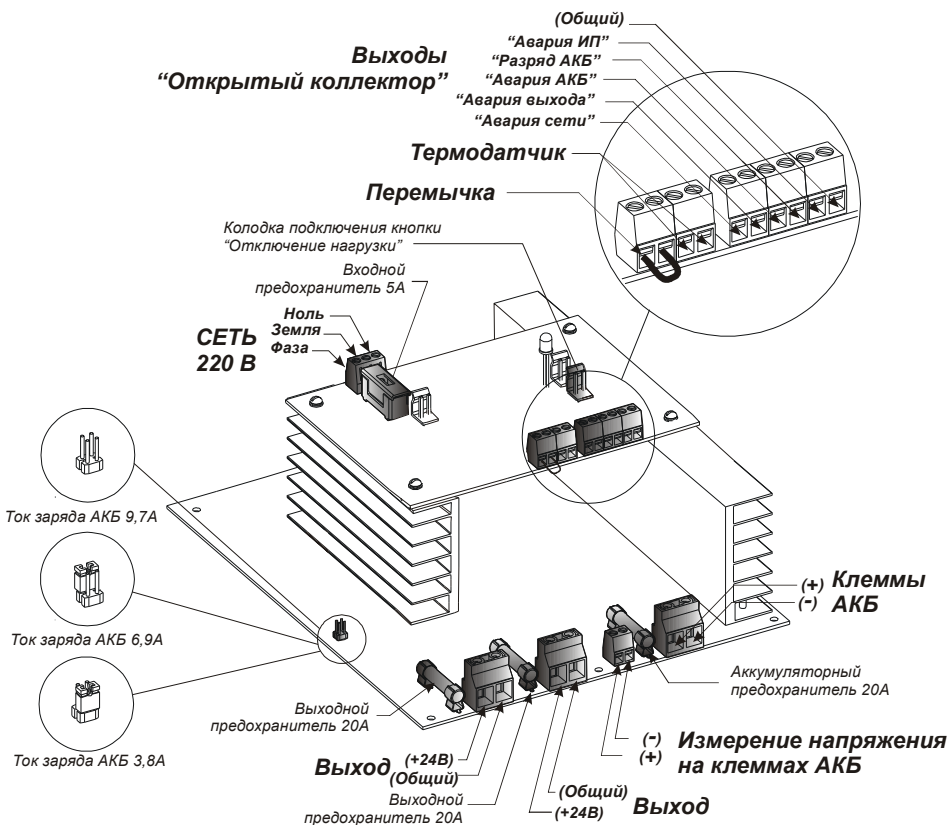 (Общий)
“Авария ИП”
“Разряд АКБ”
“Авария АКБ”
“Авария выхода”
“Авария сети”
Выходы
“Открытый коллектор”
Термодатчик
Перемычка
Колодка подключения кнопки
“Отключение нагрузки”
Входной
предохранитель 5А
Ноль
Земля
Фаза
СЕТЬ
220 В
Ток заряда АКБ 9,7А
Ток заряда АКБ 6,9А
Ток заряда АКБ 3,8А
(+) Клеммы
(-) АКБ
Аккумуляторный
предохранитель 20А
Выходной
предохранитель 20А
(-) Измерение напряжения
(+) на клеммах АКБ
Выход (+24В)
(Общий)
Выходной
предохранитель 20А
(Общий)
(+24В) Выход